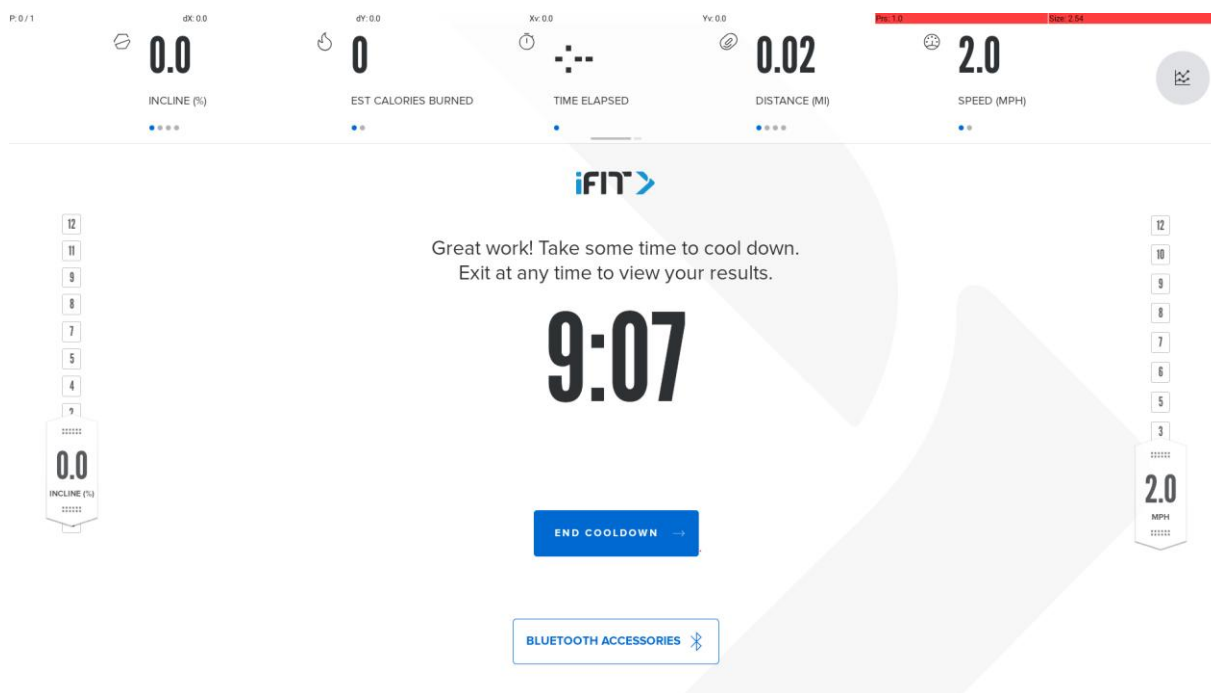 P: 0 / 1 dX: 0.0 dY: 0.0 Xv: 0.0 Yv: 0.0 Prs: 1.0 Size: 2.54
0.0 0 -:-- 0.02 2.0
INCLINE (%) EST CALORIES BURNED TIME ELAPSED DISTANCE (MI) SPEED (MPH)
iFIT
Great work! Take some time to cool down.
Exit at any time to view your results.
9:07
12
11
9
8
7
5
4
0.0
INCLINE (%)
12
10
9
8
7
6
5
3
2.0
MPH
END COOLDOWN →
BLUETOOTH ACCESSORIES